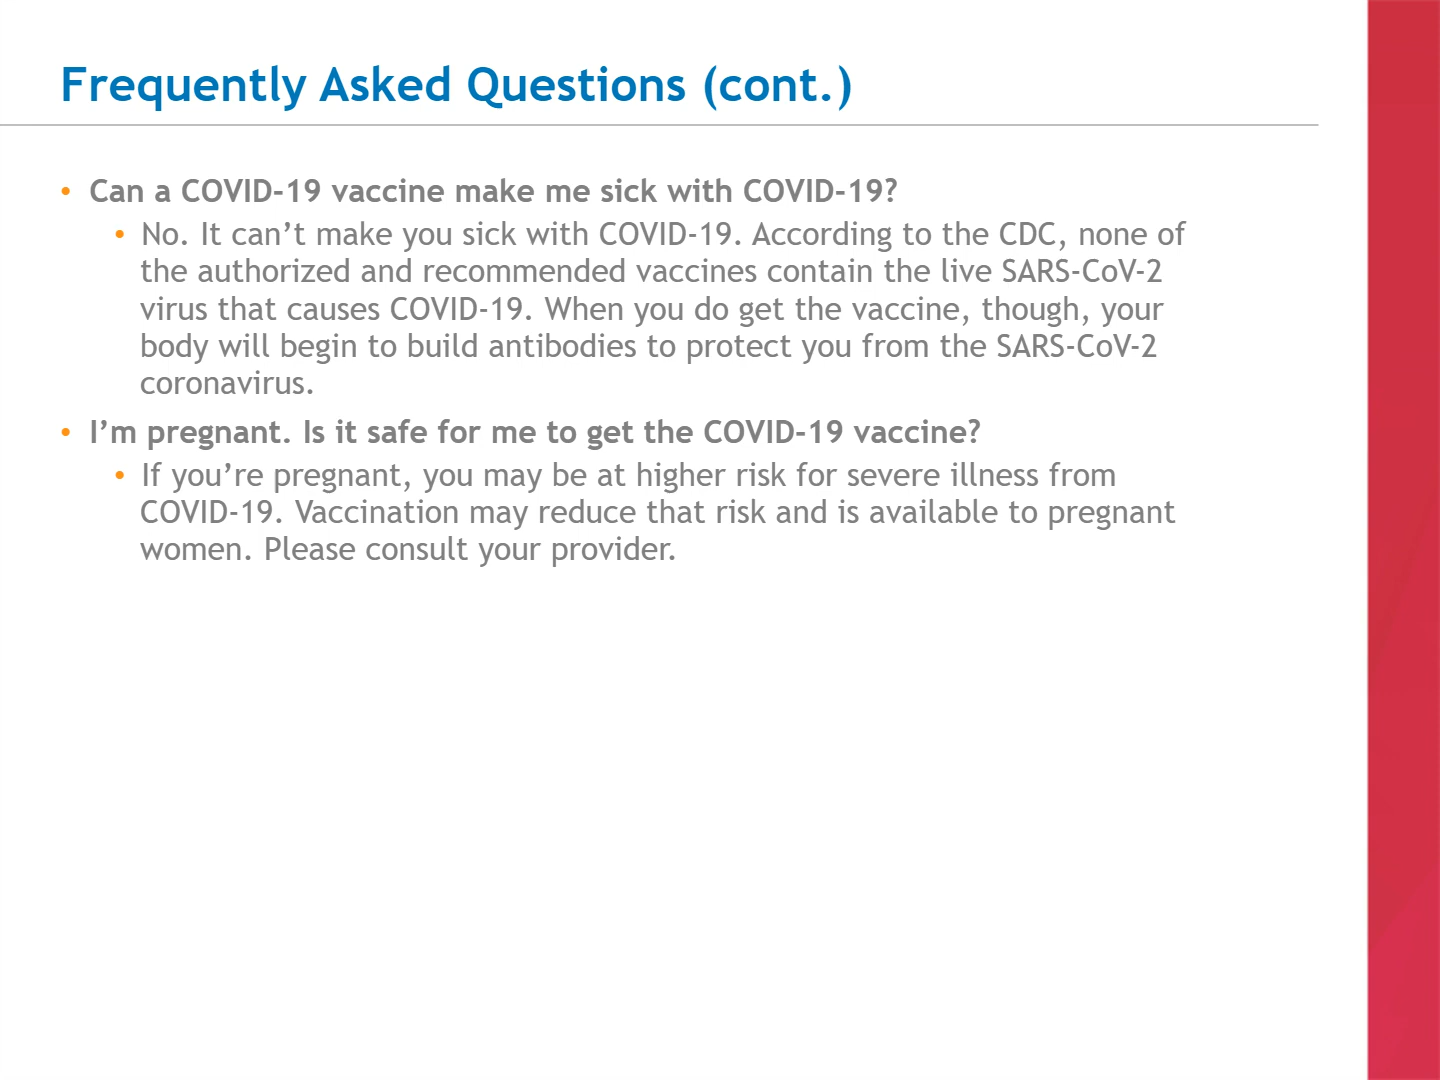 Frequently Asked Questions (cont.)
• Can a COVID-19 vaccine make me sick with COVID-19?
• No. It can’t make you sick with COVID-19. According to the CDC, none of
the authorized and recommended vaccines contain the live SARS-CoV-2
virus that causes COVID-19. When you do get the vaccine, though, your
body will begin to build antibodies to protect you from the SARS-CoV-2
coronavirus.
• I’m pregnant. Is it safe for me to get the COVID-19 vaccine?
• If you’re pregnant, you may be at higher risk for severe illness from
COVID-19. Vaccination may reduce that risk and is available to pregnant
women. Please consult your provider.